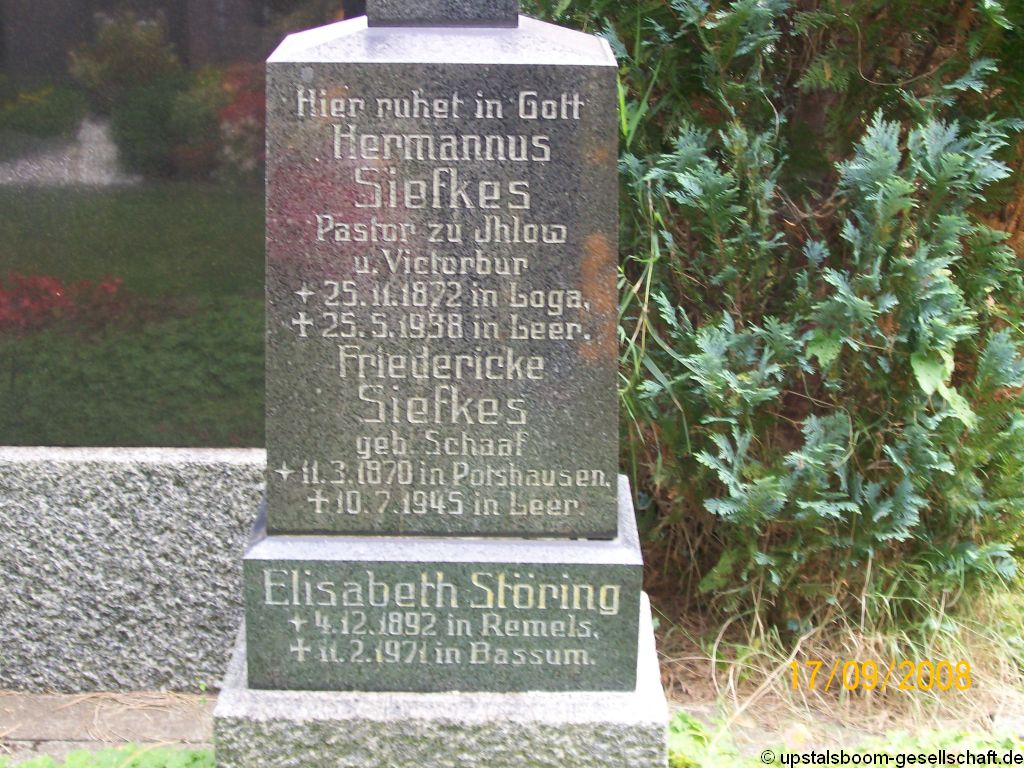 Hier ruhet in Gott
Hermannus
Siefkes
Pastor zu Jhlow
u. Victorbur
+ 25.11.1872 in Loga,
+ 25.5.1938 in Leer.
Friedericke
Siefkes
geb. Schaaf
+ 11.3.1870 in Potshausen,
+ 10.7.1945 in Leer.
Elisabeth Störing
+ 4.12.1892 in Remels,
+ 11.2.1971 in Bassum.
17/09/2008
© upstalsboom-gesellschaft.de